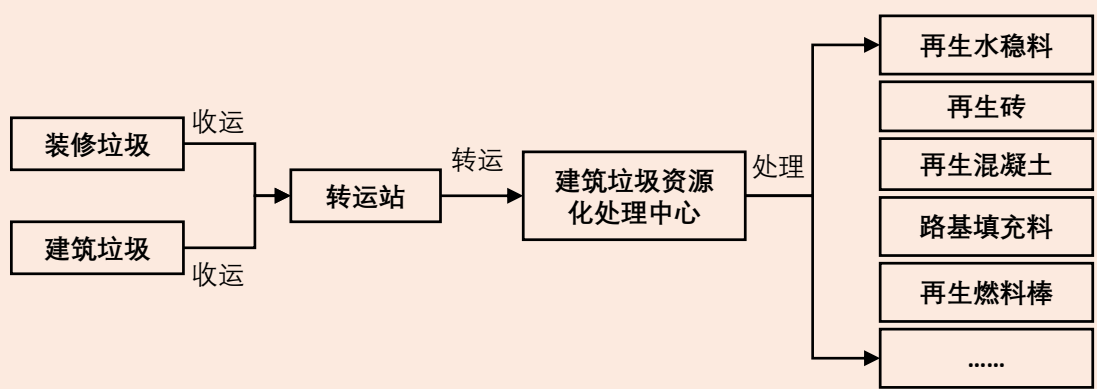 装修垃圾
收运
建筑垃圾
收运
转运站
转运
建筑垃圾资源
化处理中心
处理
再生水稳料
再生砖
再生混凝土
路基填充料
再生燃料棒
……